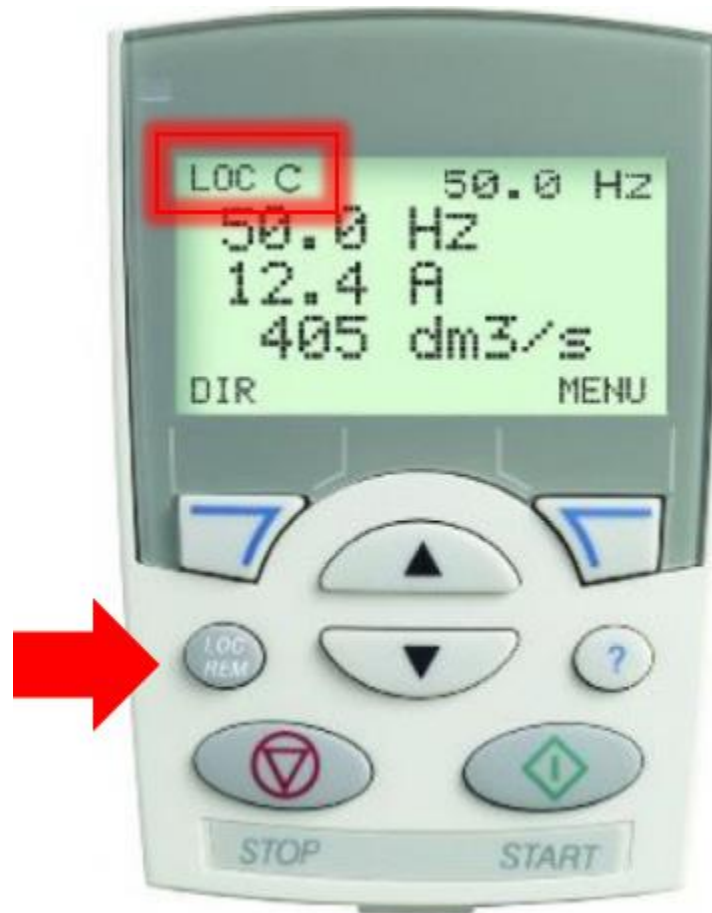 LOC C 50.0 Hz
50.0 Hz
12.4 A
405 dm3/s
DIR MENU
LOC
REM
?
STOP START